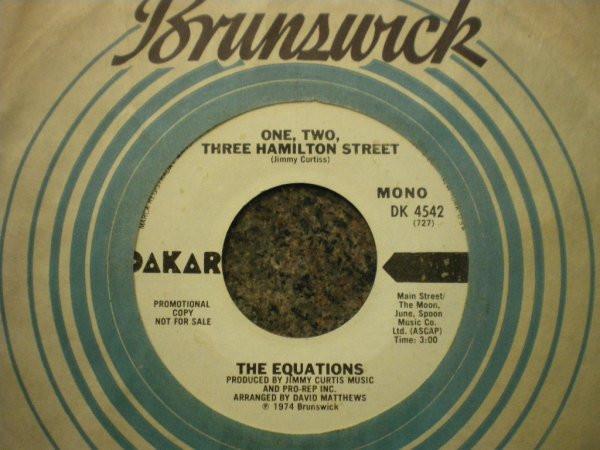 Brunswick
ONE, TWO,
THREE HAMILTON STREET
(Jimmy Curtiss)
MONO
DK 4542
(727)
DAKAR
PROMOTIONAL
COPY
NOT FOR SALE
Main Street/
The Moon,
June, Spoon
Music Co.
Ltd. (ASCAP)
Time: 3:00
THE EQUATIONS
PRODUCED BY JIMMY CURTIS MUSIC
AND PRO-REP INC.
ARRANGED BY DAVID MATTHEWS
℗ 1974 Brunswick